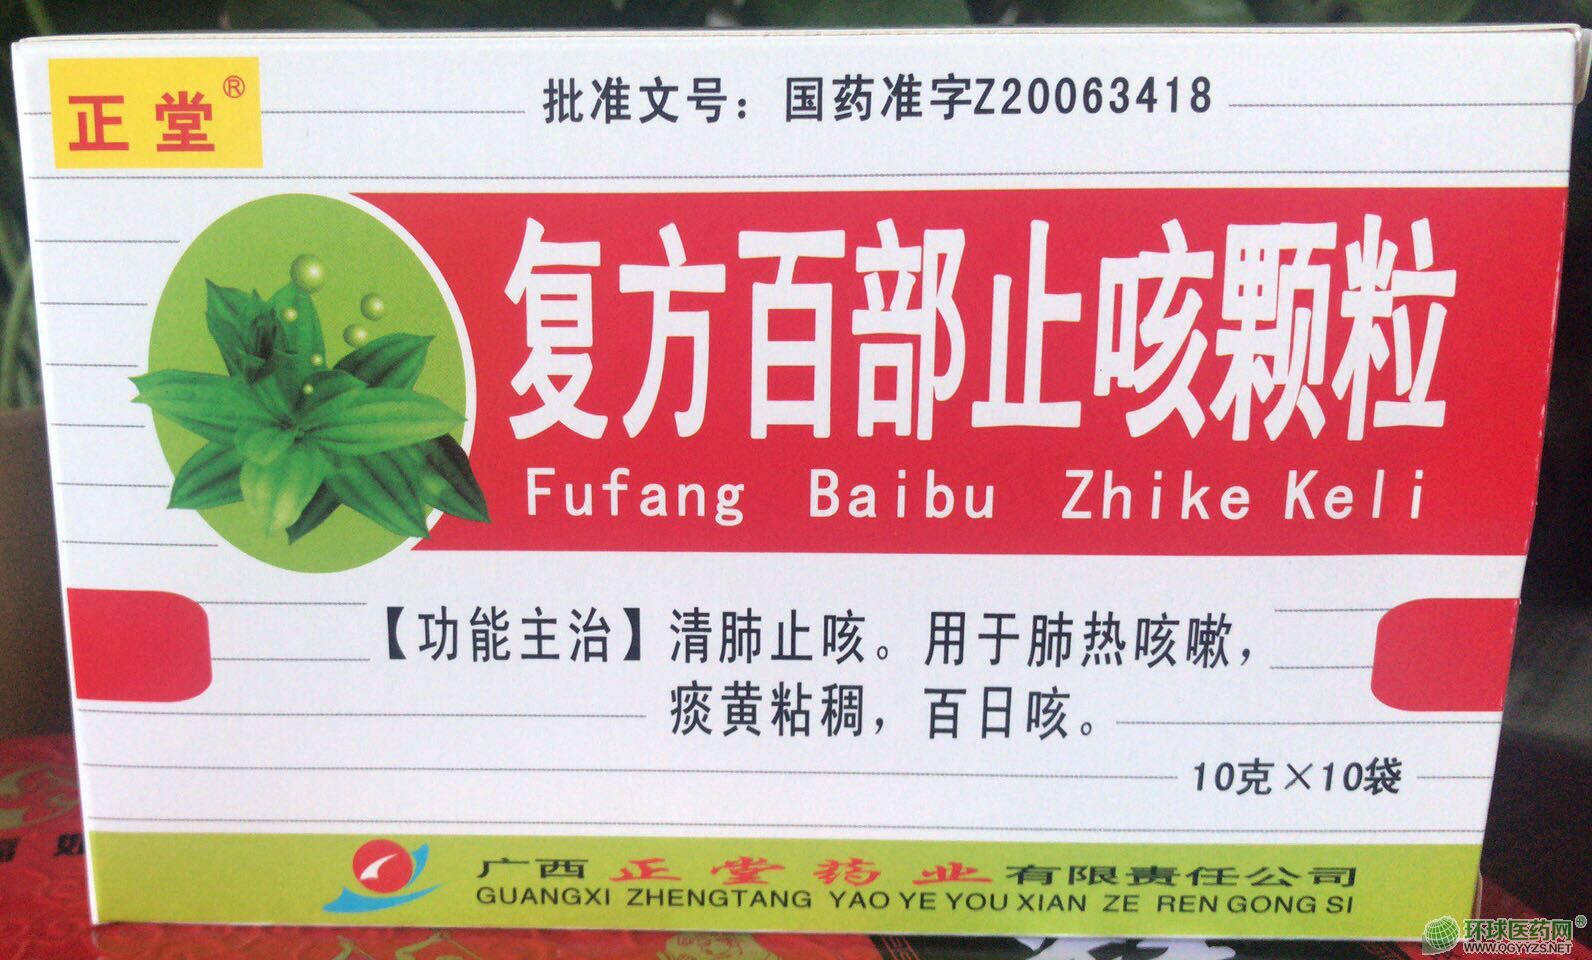 正堂®
批准文号：国药准字Z20063418
复方百部止咳颗粒
Fufang Baibu Zhike Keli
【功能主治】清肺止咳。用于肺热咳嗽，
痰黄粘稠，百日咳。
10克×10袋
广西正堂药业有限责任公司
GUANGXI ZHENGTANG YAO YE YOU XIAN ZE REN GONG SI
环球医药网®
WWW.QGYYZS.NET